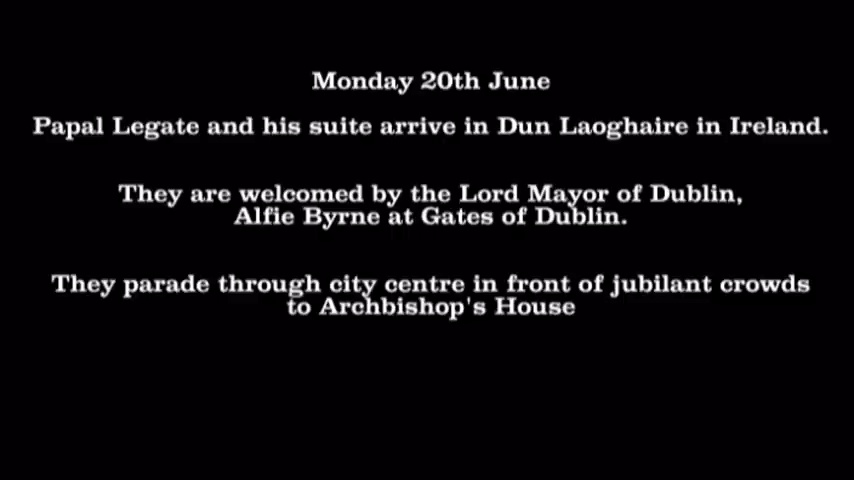 Monday 20th June
Papal Legate and his suite arrive in Dun Laoghaire in Ireland.
They are welcomed by the Lord Mayor of Dublin,
Alfie Byrne at Gates of Dublin.
They parade through city centre in front of jubilant crowds
to Archbishop's House